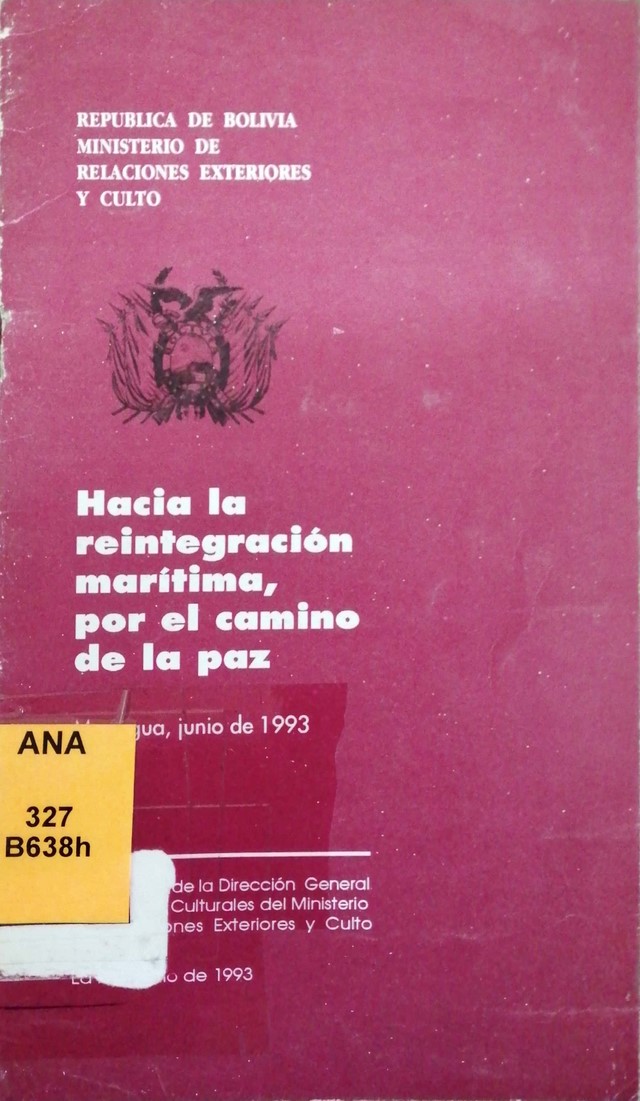 REPUBLICA DE BOLIVIA
MINISTERIO DE
RELACIONES EXTERIORES
Y CULTO
Hacia la
reintegración
marítima,
por el camino
de la paz
junio de 1993
ANA
327
B638h
de la Dirección General
Culturales del Ministerio
Exteriores y Culto
de 1993